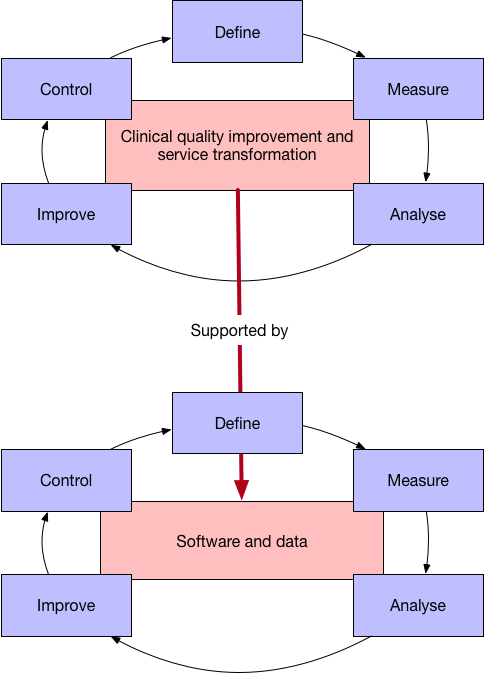 Define
Control
Measure
Clinical quality improvement and
service transformation
Improve
Analyse
Supported by
Define
Control
Measure
Software and data
Improve
Analyse